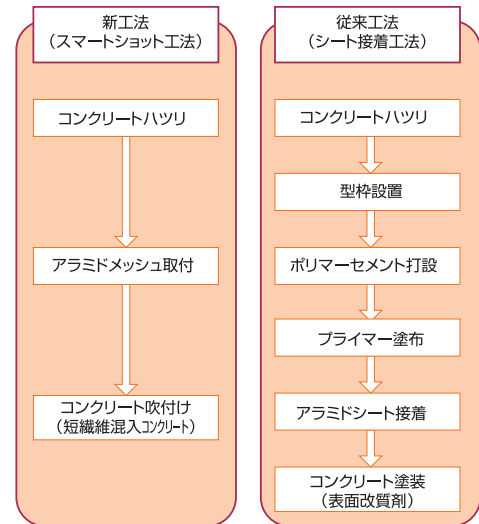 新工法
（スマートショット工法）
コンクリートハツリ
アラミドメッシュ取付
コンクリート吹付け
（短繊維混入コンクリート）
従来工法
（シート接着工法）
コンクリートハツリ
型枠設置
ポリマーセメント打設
プライマー塗布
アラミドシート接着
コンクリート塗装
（表面改質剤）